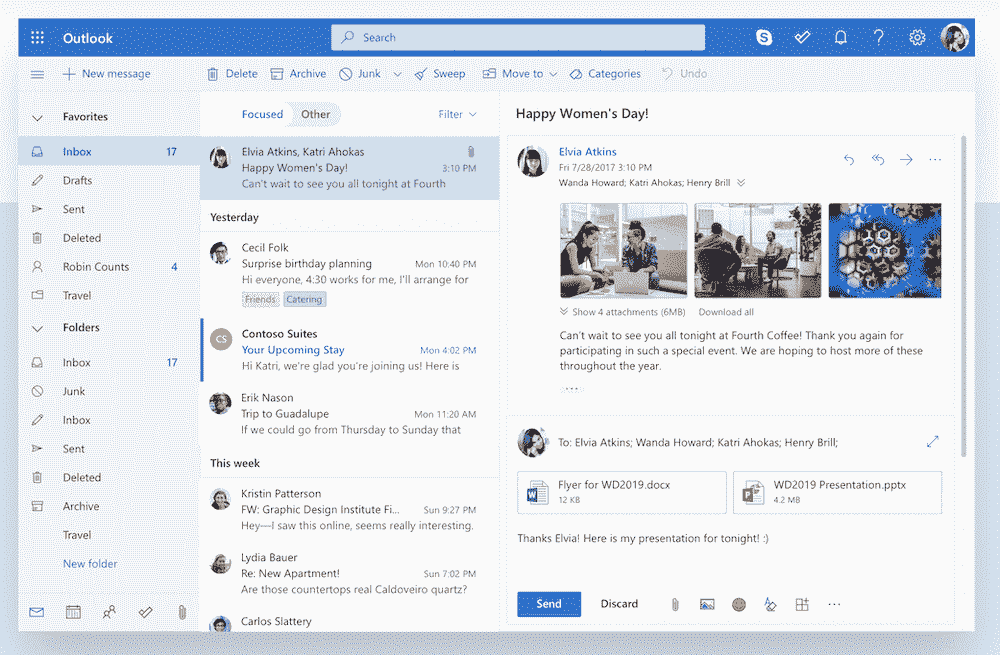 Outlook
Search
New message
Delete
Archive
Junk
Sweep
Move to
Categories
Undo
Favorites
Inbox 17
Drafts
Sent
Deleted
Robin Counts 4
Travel
Folders
Inbox 17
Junk
Inbox
Sent
Deleted
Archive
Travel
New folder
Focused Other Filter
Elvia Atkins, Katri Ahokas
Happy Women's Day! 3:10 PM
Can't wait to see you all tonight at Fourth
Yesterday
Cecil Folk
Surprise birthday planning Mon 10:40 PM
Hi everyone, 4:30 works for me, I'll arrange for
Friends Catering
CS
Contoso Suites
Your Upcoming Stay Mon 4:02 PM
Hi Katri, we're glad you're joining us! Here is
Erik Nason
Trip to Guadalupe Mon 11:20 AM
If we could go from Thursday to Sunday that
This week
Kristin Patterson
FW: Graphic Design Institute Fi... Sun 9:27 PM
Hey—I saw this online, seems really interesting.
Lydia Bauer
Re: New Apartment! Sun 7:02 PM
Are those countertops real Caldoveiro quartz?
Carlos Slattery
Happy Women's Day!
Elvia Atkins
Fri 7/28/2017 3:10 PM
Wanda Howard; Katri Ahokas; Henry Brill
Show 4 attachments (6MB) Download all
Can't wait to see you all tonight at Fourth Coffee! Thank you again for
participating in such a special event. We are hoping to host more of these
throughout the year.
...
To: Elvia Atkins; Wanda Howard; Katri Ahokas; Henry Brill;
Flyer for WD2019.docx
12 KB
WD2019 Presentation.pptx
4.2 MB
Thanks Elvia! Here is my presentation for tonight! :)
Send
Discard